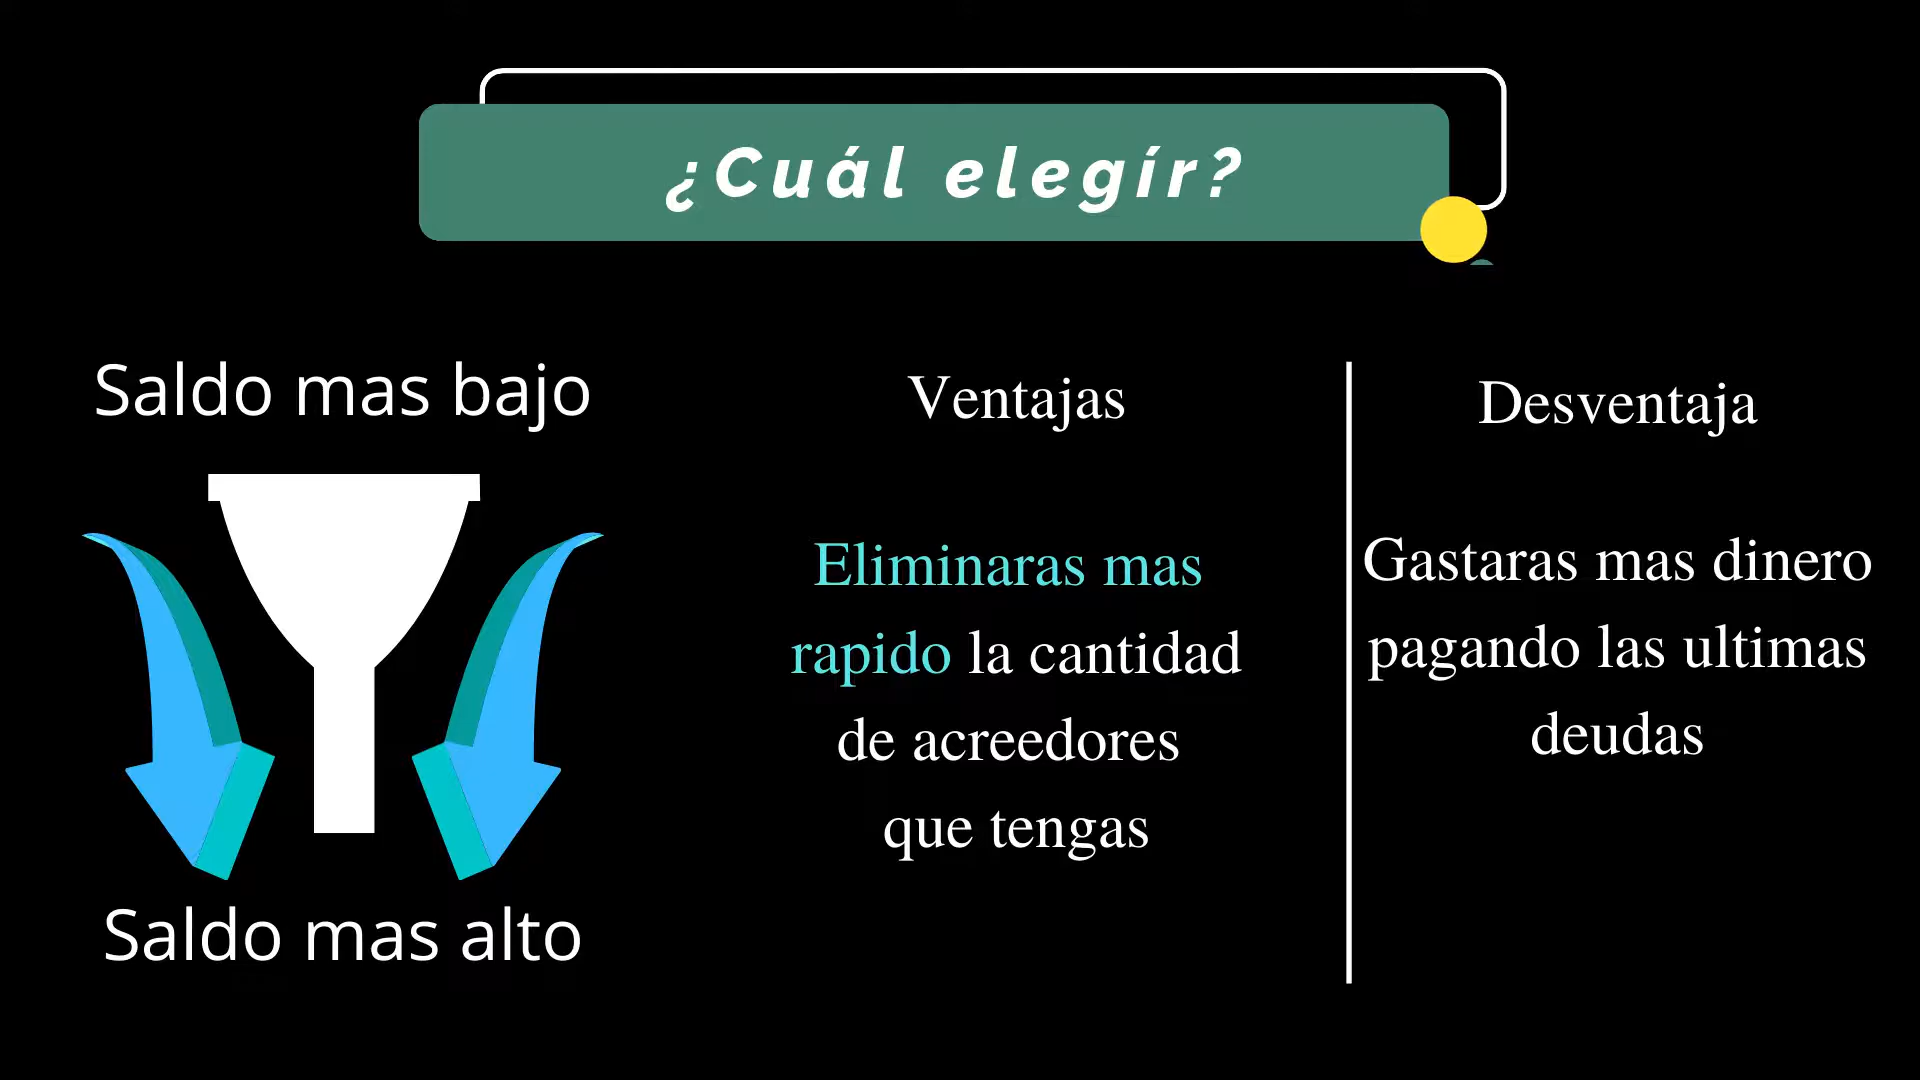 ¿Cuál elegír?
Saldo mas bajo
Saldo mas alto
Ventajas
Eliminaras mas
rapido la cantidad
de acreedores
que tengas
Desventaja
Gastaras mas dinero
pagando las ultimas
deudas